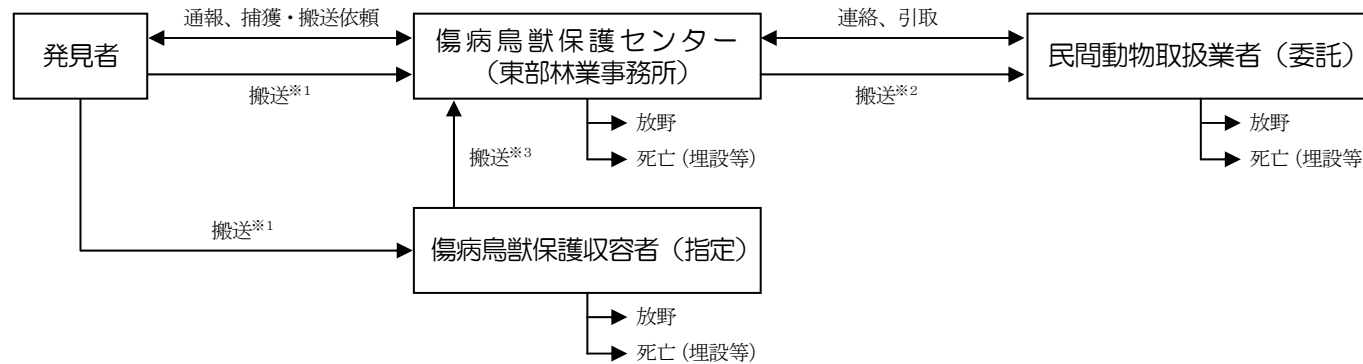 通報、捕獲・搬送依頼
連絡、引取
発見者
傷病鳥獣保護センター
（東部林業事務所）
民間動物取扱業者（委託）
搬送※1
搬送※2
放野
死亡（埋設等）
放野
死亡（埋設等
搬送※3
搬送※1
傷病鳥獣保護収容者（指定）
放野
死亡（埋設等）